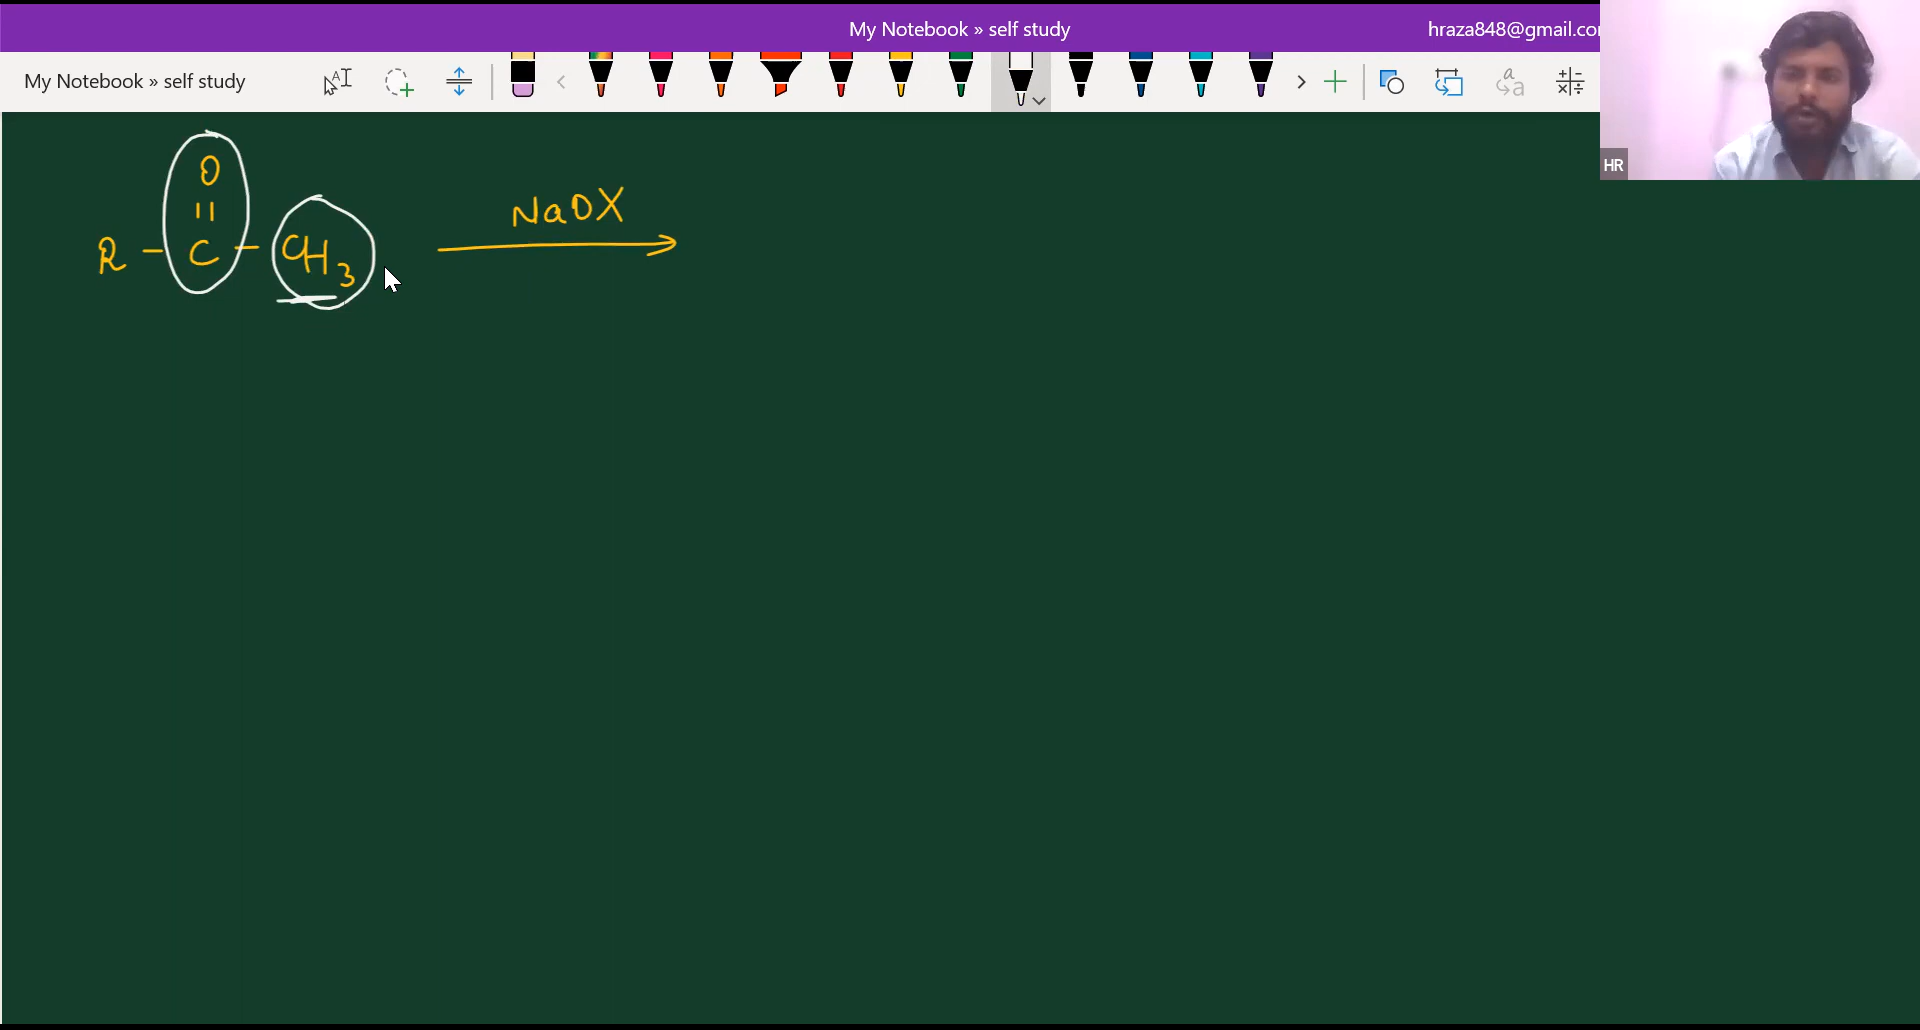 My Notebook » self study
hraza848@gmail.co
My Notebook » self study
HR
O
||
R - C - CH3
NaOX